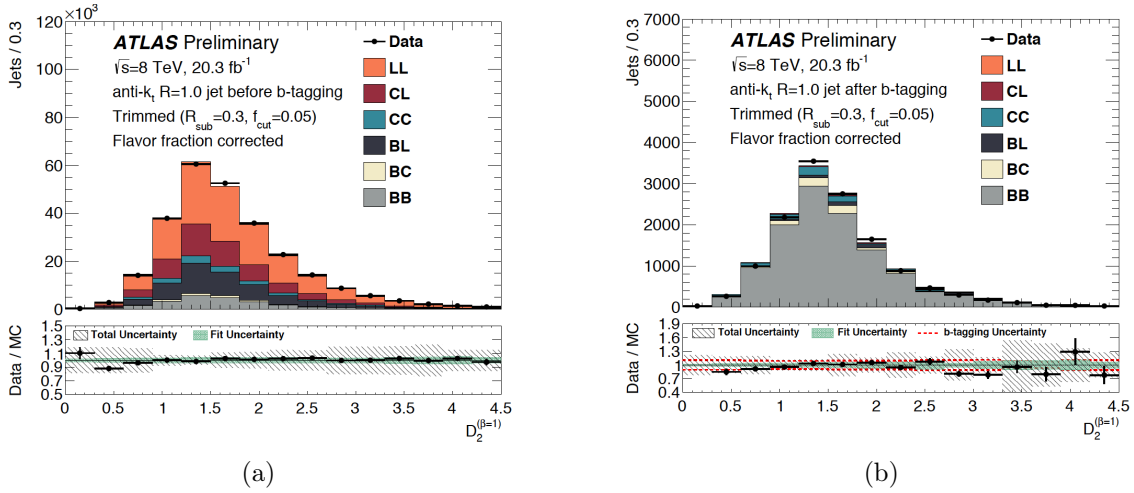 ×10³
120
100
80
60
40
20
0
Jets / 0.3
ATLAS Preliminary
√s=8 TeV, 20.3 fb⁻¹
anti-kₜ R=1.0 jet before b-tagging
Trimmed (R_sub=0.3, f_cut=0.05)
Flavor fraction corrected
Data
LL
CL
CC
BL
BC
BB
Data / MC
1.5
1.3
1.1
0.9
0.7
0.5
Total Uncertainty Fit Uncertainty
0 0.5 1 1.5 2 2.5 3 3.5 4 4.5
D₂^(β=1)
(a)
7000
6000
5000
4000
3000
2000
1000
0
Jets / 0.3
ATLAS Preliminary
√s=8 TeV, 20.3 fb⁻¹
anti-kₜ R=1.0 jet after b-tagging
Trimmed (R_sub=0.3, f_cut=0.05)
Flavor fraction corrected
Data
LL
CL
CC
BL
BC
BB
Data / MC
1.9
1.6
1.3
1
0.7
0.4
Total Uncertainty Fit Uncertainty b-tagging Uncertainty
0 0.5 1 1.5 2 2.5 3 3.5 4 4.5
D₂^(β=1)
(b)